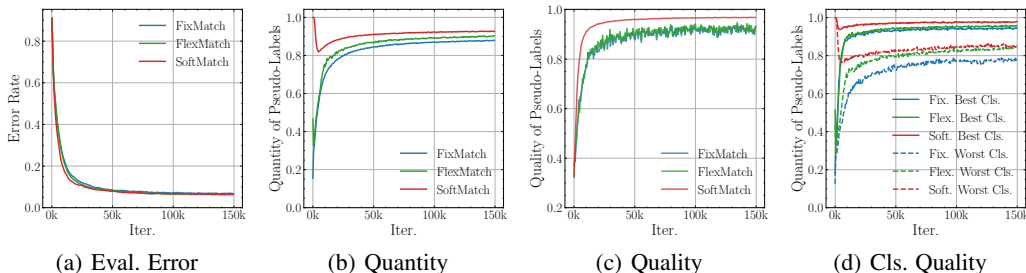 Error Rate
0.8
0.6
0.4
0.2
0.0
0k
50k
100k
150k
Iter.
FixMatch
FlexMatch
SoftMatch
(a) Eval. Error
Quantity of Pseudo-Labels
1.0
0.8
0.6
0.4
0.2
0.0
0k
50k
100k
150k
Iter.
FixMatch
FlexMatch
SoftMatch
(b) Quantity
Quality of Pseudo-Labels
1.0
0.8
0.6
0.4
0.2
0k
50k
100k
150k
Iter.
FixMatch
FlexMatch
SoftMatch
(c) Quality
Quantity of Pseudo-Labels
1.0
0.8
0.6
0.4
0.2
0.0
0k
50k
100k
150k
Iter.
Fix. Best Cls.
Flex. Best Cls.
Soft. Best Cls.
Fix. Worst Cls.
Flex. Worst Cls.
Soft. Worst Cls.
(d) Cls. Quality